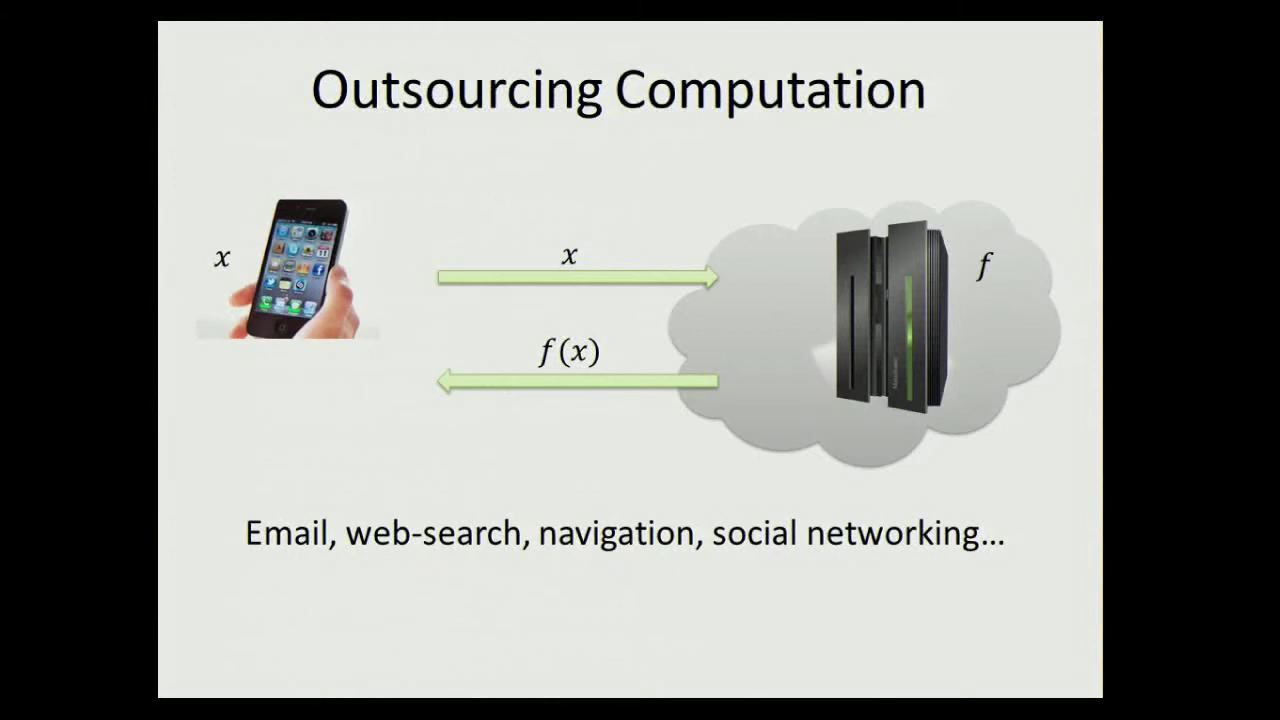 Outsourcing Computation
x
x
f
f(x)
Email, web-search, navigation, social networking…